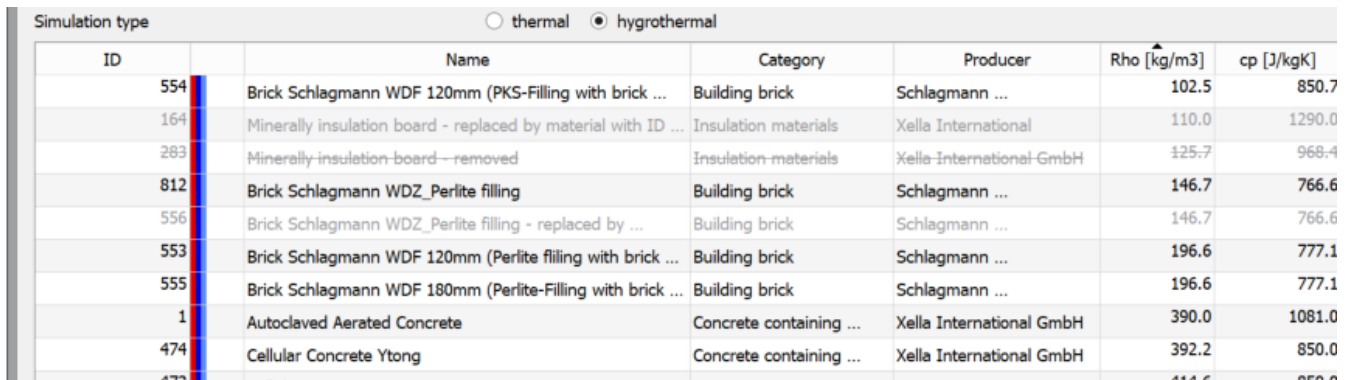 Simulation type thermal hygrothermal
ID Name Category Producer Rho [kg/m3] cp [J/kgK]
554 Brick Schlagmann WDF 120mm (PKS-Filling with brick ... Building brick Schlagmann ... 102.5 850.7
164 Minerally insulation board - replaced by material with ID ... Insulation materials Xella International 110.0 1290.0
283 Minerally insulation board - removed Insulation materials Xella International GmbH 125.7 968.4
812 Brick Schlagmann WDZ_Perlite filling Building brick Schlagmann ... 146.7 766.6
556 Brick Schlagmann WDZ_Perlite filling - replaced by ... Building brick Schlagmann ... 146.7 766.6
553 Brick Schlagmann WDF 120mm (Perlite fliling with brick ... Building brick Schlagmann ... 196.6 777.1
555 Brick Schlagmann WDF 180mm (Perlite-Filling with brick ... Building brick Schlagmann ... 196.6 777.1
1 Autoclaved Aerated Concrete Concrete containing ... Xella International GmbH 390.0 1081.0
474 Cellular Concrete Ytong Concrete containing ... Xella International GmbH 392.2 850.0